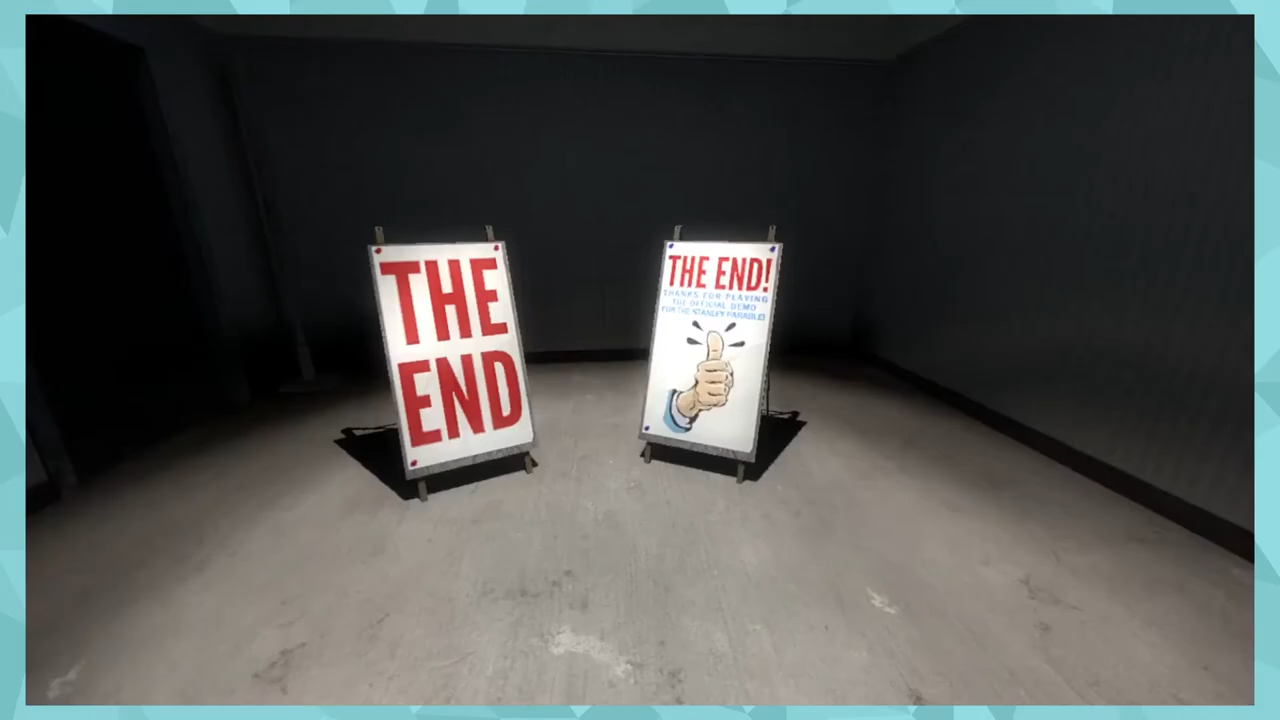 THE
END
THE END!
THANKS FOR PLAYING
THE OFFICIAL DEMO
FOR THE STANLEY PARABLE!